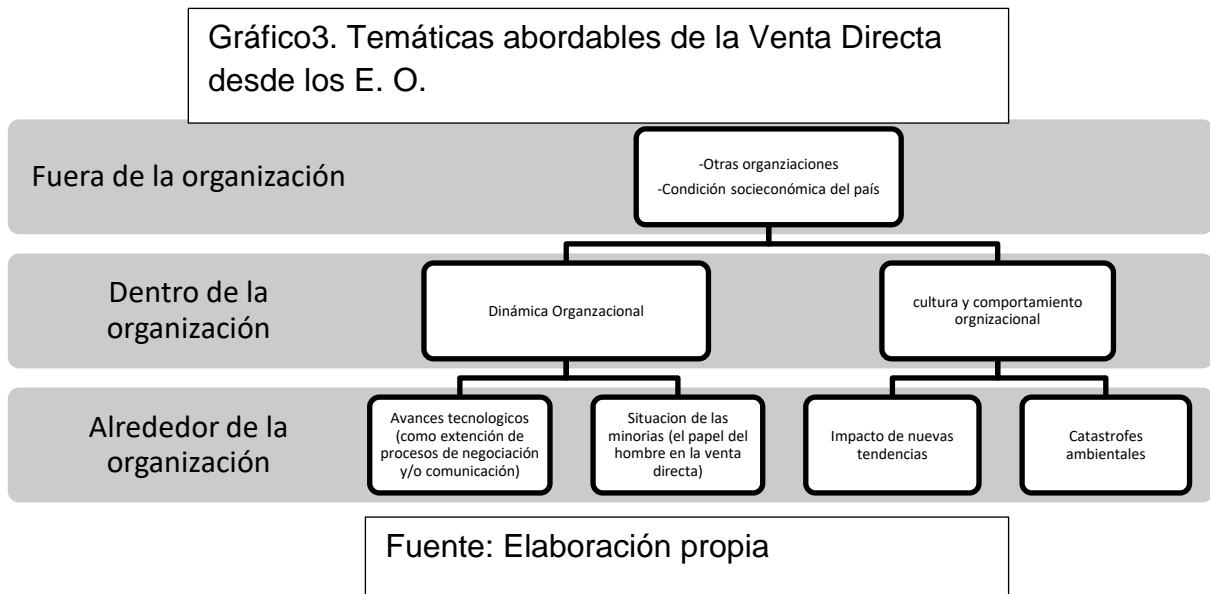 Gráfico3. Temáticas abordables de la Venta Directa
desde los E. O.
Fuera de la organización
-Otras organziaciones
-Condición socieconómica del país
Dentro de la
organización
Dinámica Organzacional
cultura y comportamiento
orgnizacional
Alrededor de la
organización
Avances tecnologicos
(como extención de
procesos de negociación
y/o comunicación)
Situacion de las
minorias (el papel del
hombre en la venta
directa)
Impacto de nuevas
tendencias
Catastrofes
ambientales
Fuente: Elaboración propia